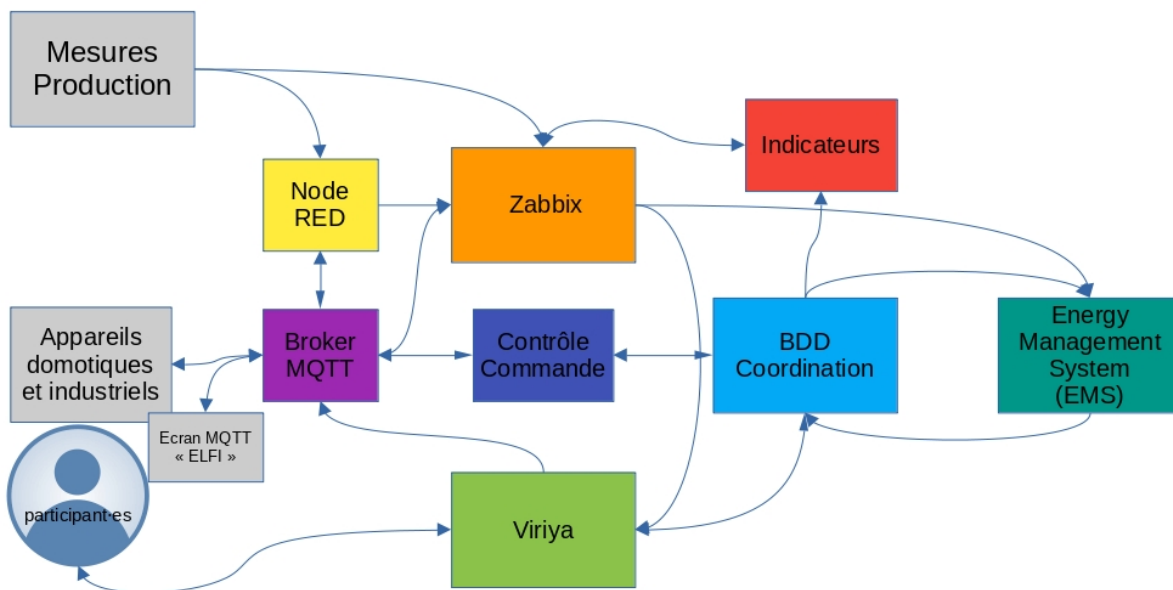 Mesures
Production
Indicateurs
Node
RED
Zabbix
Appareils
domotiques
et industriels
Broker
MQTT
Contrôle
Commande
BDD
Coordination
Energy
Management
System
(EMS)
Ecran MQTT
« ELFI »
participant·es
Viriya